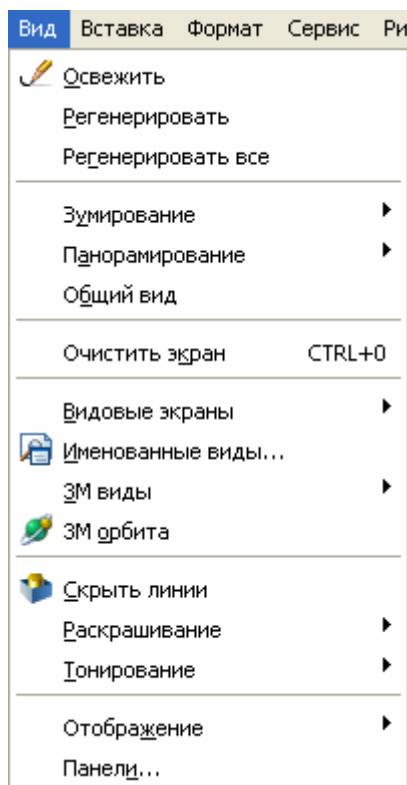 Вид Вставка Формат Сервис Ри
Освежить
Регенерировать
Регенерировать все
Зумирование
Панорамирование
Общий вид
Очистить экран CTRL+0
Видовые экраны
Именованные виды...
3М виды
3М орбита
Скрыть линии
Раскрашивание
Тонирование
Отображение
Панели...